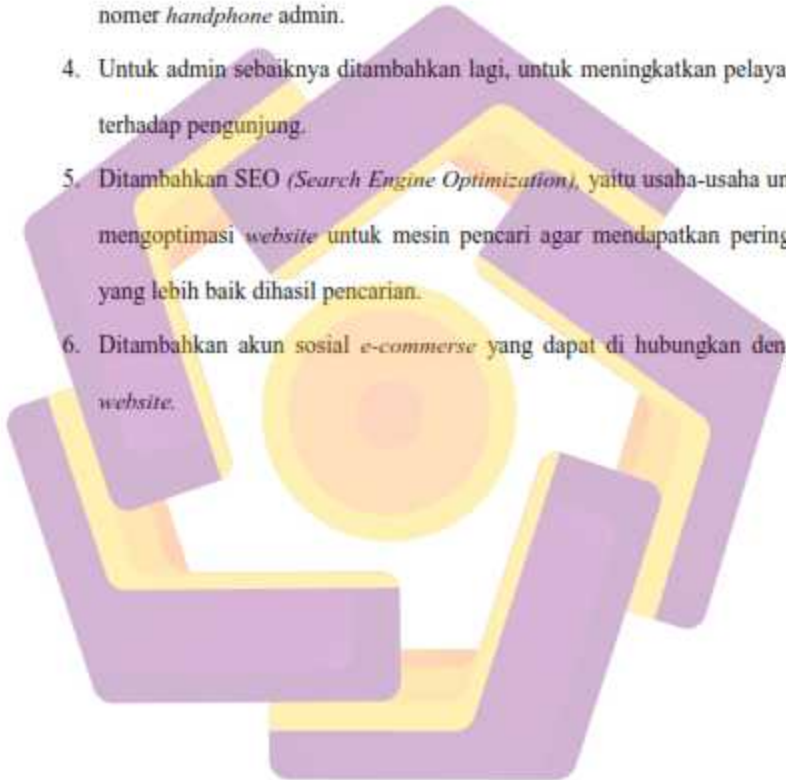 nomer handphone admin.
4. Untuk admin sebaiknya ditambahkan lagi, untuk meningkatkan pelaya
terhadap pengunjung.
5. Ditambahkan SEO (Search Engine Optimization), yaitu usaha-usaha un
mengoptimasi website untuk mesin pencari agar mendapatkan pering
yang lebih baik dihasil pencarian.
6. Ditambahkan akun sosial e-commerse yang dapat di hubungkan den
website.